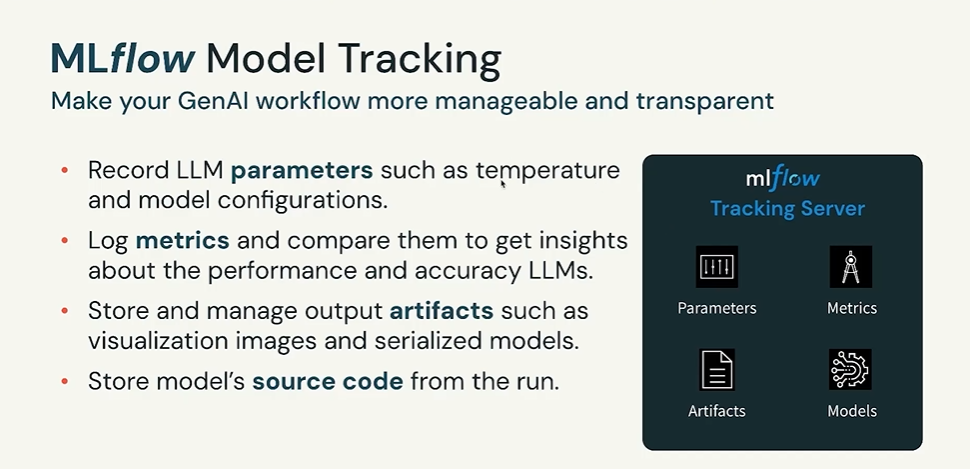 MLflow Model Tracking
Make your GenAI workflow more manageable and transparent
• Record LLM parameters such as temperature
and model configurations.
• Log metrics and compare them to get insights
about the performance and accuracy LLMs.
• Store and manage output artifacts such as
visualization images and serialized models.
• Store model's source code from the run.
mlflow
Tracking Server
Parameters
Metrics
Artifacts
Models